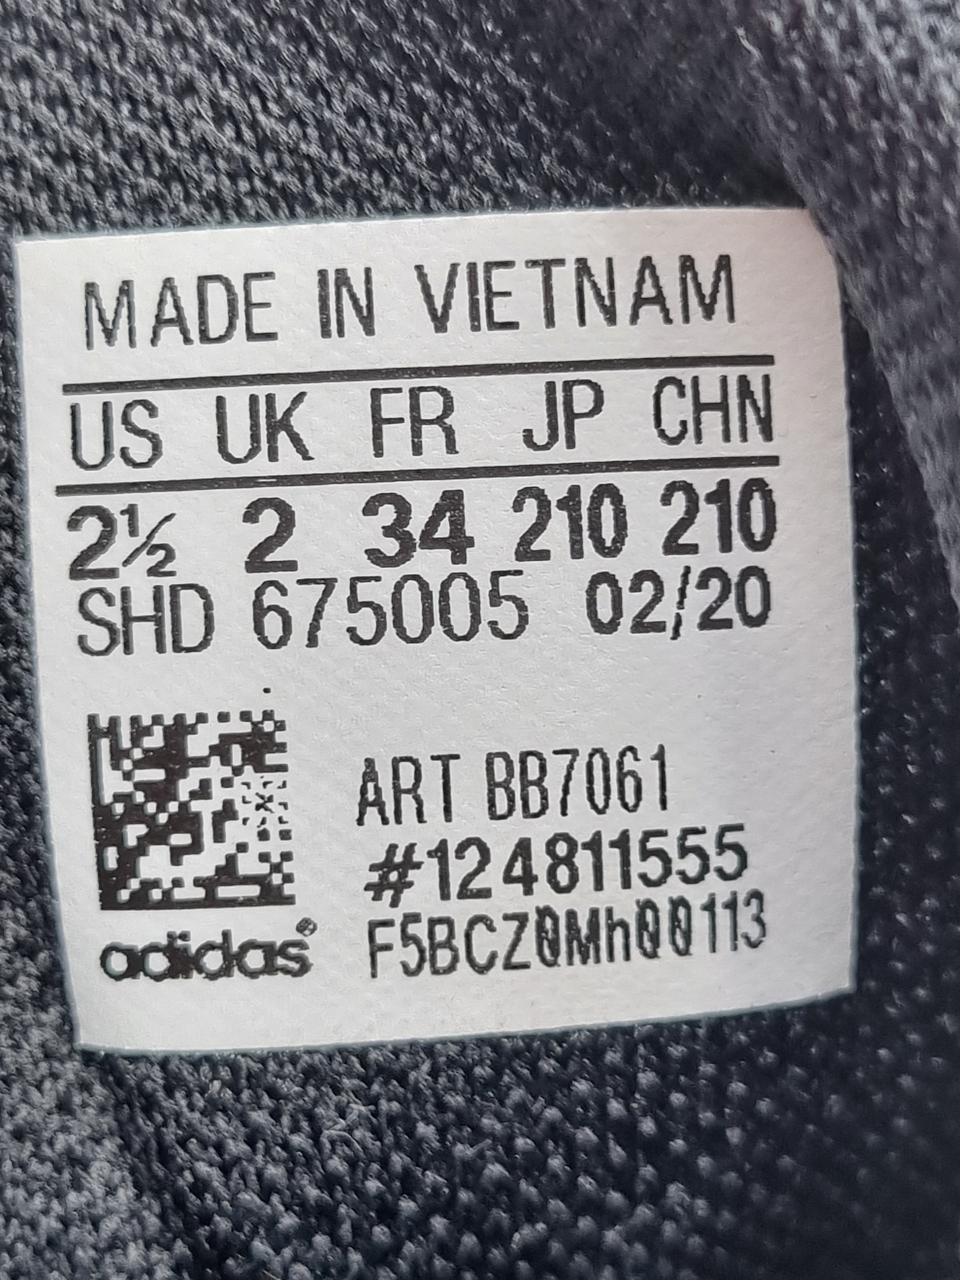 MADE IN VIETNAM
US UK FR JP CHN
2½ 2 34 210 210
SHD 675005 02/20
ART BB7061
#124811555
F5BCZ0Mh00113
adidas®